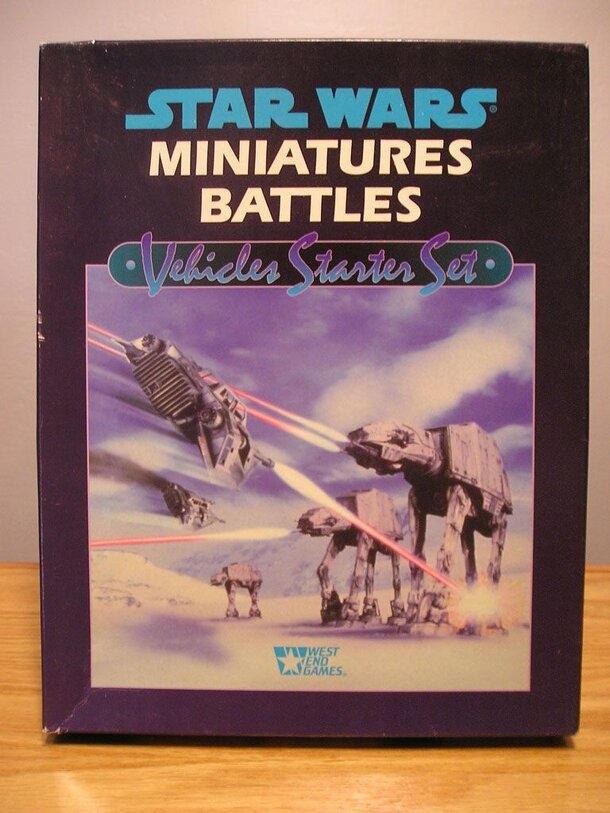 STAR WARS®
MINIATURES
BATTLES
Vehicles Starter Set
WEST
END
GAMES®